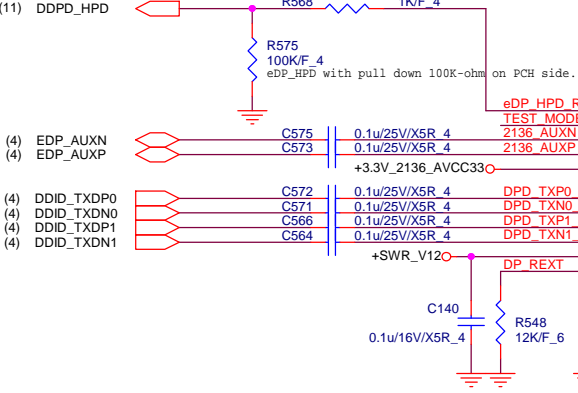 (11) DDPD_HPD R568 1K/F_4
R575
100K/F_4
eDP_HPD with pull down 100K-ohm on PCH side.
eDP_HPD_R
TEST_MODE
(4) EDP_AUXN C575 0.1u/25V/X5R_4 2136_AUXN
(4) EDP_AUXP C573 0.1u/25V/X5R_4 2136_AUXP
+3.3V_2136_AVCC33
(4) DDID_TXDP0 C572 0.1u/25V/X5R_4 DPD_TXP0
(4) DDID_TXDN0 C571 0.1u/25V/X5R_4 DPD_TXN0
(4) DDID_TXDP1 C566 0.1u/25V/X5R_4 DPD_TXP1
(4) DDID_TXDN1 C564 0.1u/25V/X5R_4 DPD_TXN1
+SWR_V12
DP_REXT
C140
0.1u/16V/X5R_4
R548
12K/F_6